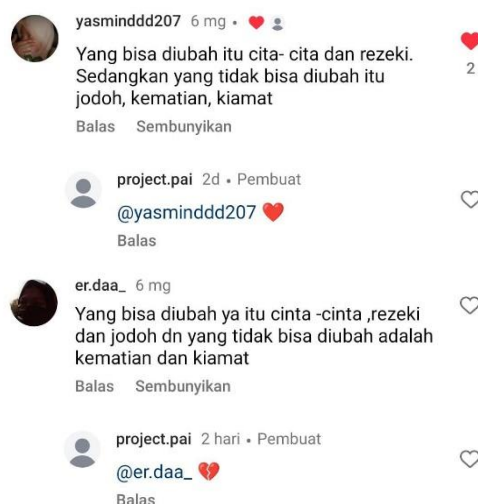 yasminddd207 6 mg • ❤️
Yang bisa diubah itu cita- cita dan rezeki.
Sedangkan yang tidak bisa diubah itu
jodoh, kematian, kiamat
2
Balas Sembunyikan
project.pai 2d • Pembuat
@yasminddd207 ❤️
Balas
er.daa_ 6 mg
Yang bisa diubah ya itu cinta -cinta ,rezeki
dan jodoh dn yang tidak bisa diubah adalah
kematian dan kiamat
Balas Sembunyikan
project.pai 2 hari • Pembuat
@er.daa_ 💔
Balas